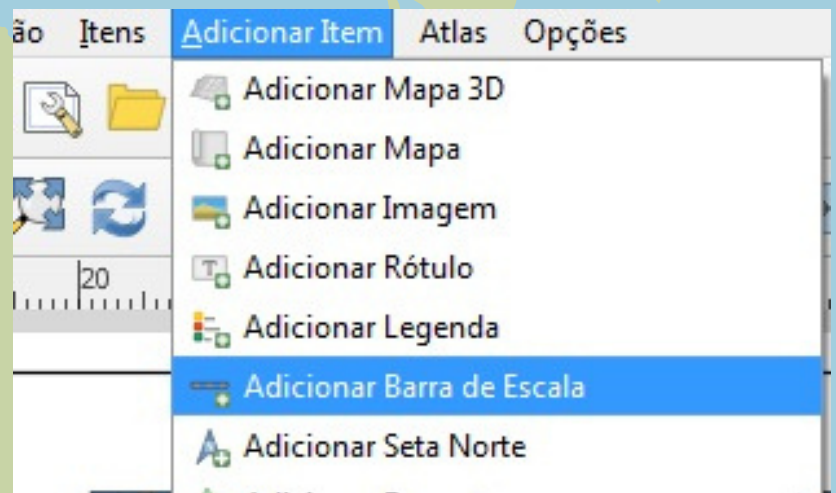 ão Itens Adicionar Item Atlas Opções
Adicionar Mapa 3D
Adicionar Mapa
Adicionar Imagem
20
Adicionar Rótulo
Adicionar Legenda
Adicionar Barra de Escala
Adicionar Seta Norte